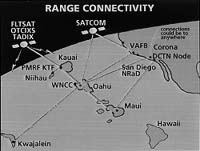 RANGE CONNECTIVITY
FLTSAT
OTCIXS
TADIX
SATCOM
connections
could be to
anywhere
VAFB
Corona
DCTN Node
Kauai
PMRF KTF
Niihau
San Diego
NRaD
WNCC
Oahu
Maui
Hawaii
Kwajalein